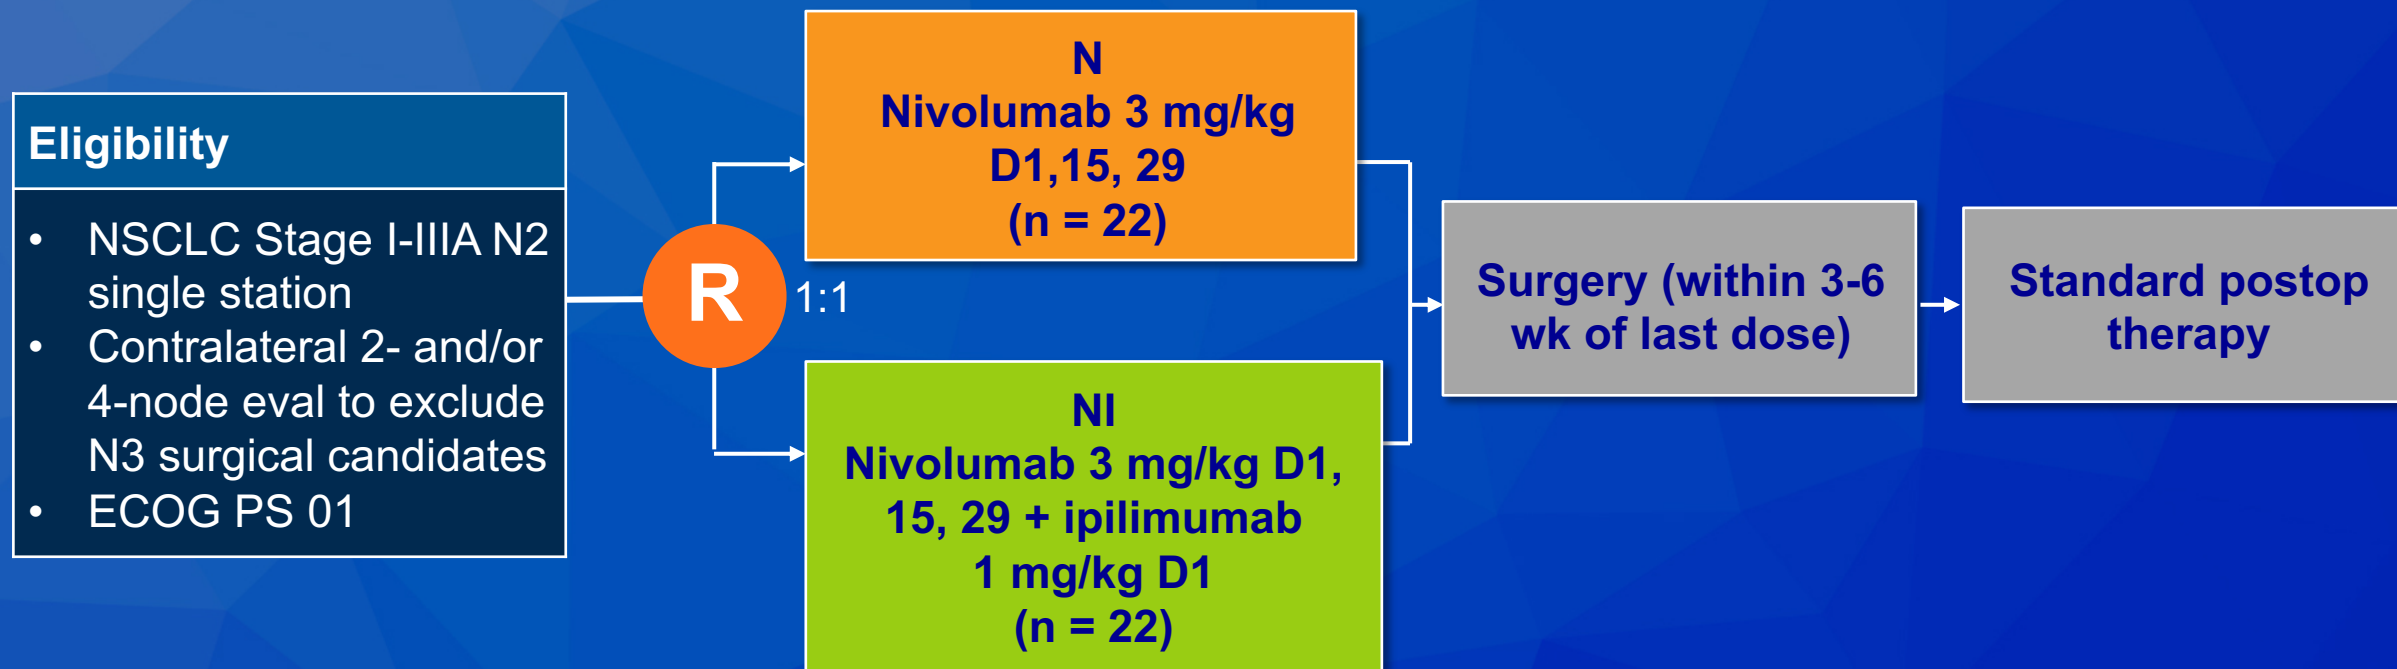 Eligibility
• NSCLC Stage I-IIIA N2
single station
• Contralateral 2- and/or
4-node eval to exclude
N3 surgical candidates
• ECOG PS 01
R
1:1
N
Nivolumab 3 mg/kg
D1,15, 29
(n = 22)
NI
Nivolumab 3 mg/kg D1,
15, 29 + ipilimumab
1 mg/kg D1
(n = 22)
Surgery (within 3-6
wk of last dose)
Standard postop
therapy